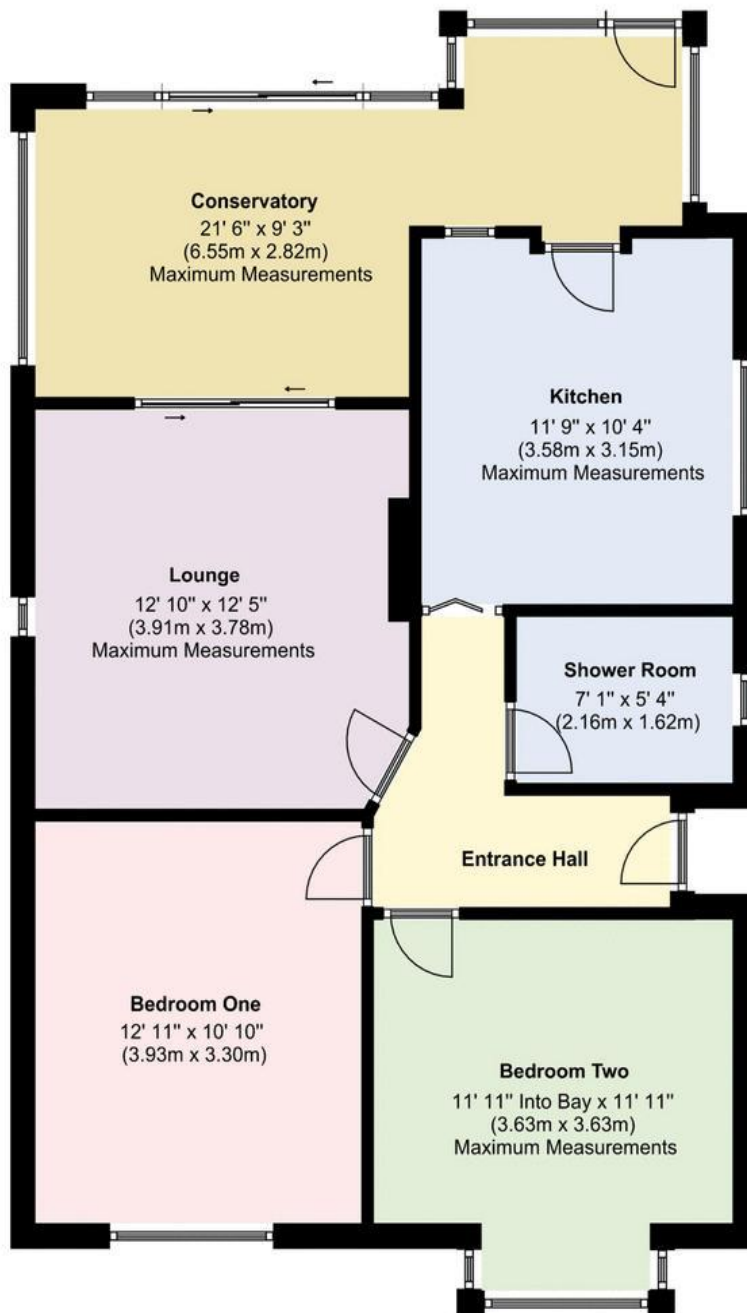 Conservatory
21' 6" x 9' 3"
(6.55m x 2.82m)
Maximum Measurements
Kitchen
11' 9" x 10' 4"
(3.58m x 3.15m)
Maximum Measurements
Lounge
12' 10" x 12' 5"
(3.91m x 3.78m)
Maximum Measurements
Shower Room
7' 1" x 5' 4"
(2.16m x 1.62m)
Entrance Hall
Bedroom One
12' 11" x 10' 10"
(3.93m x 3.30m)
Bedroom Two
11' 11" Into Bay x 11' 11"
(3.63m x 3.63m)
Maximum Measurements